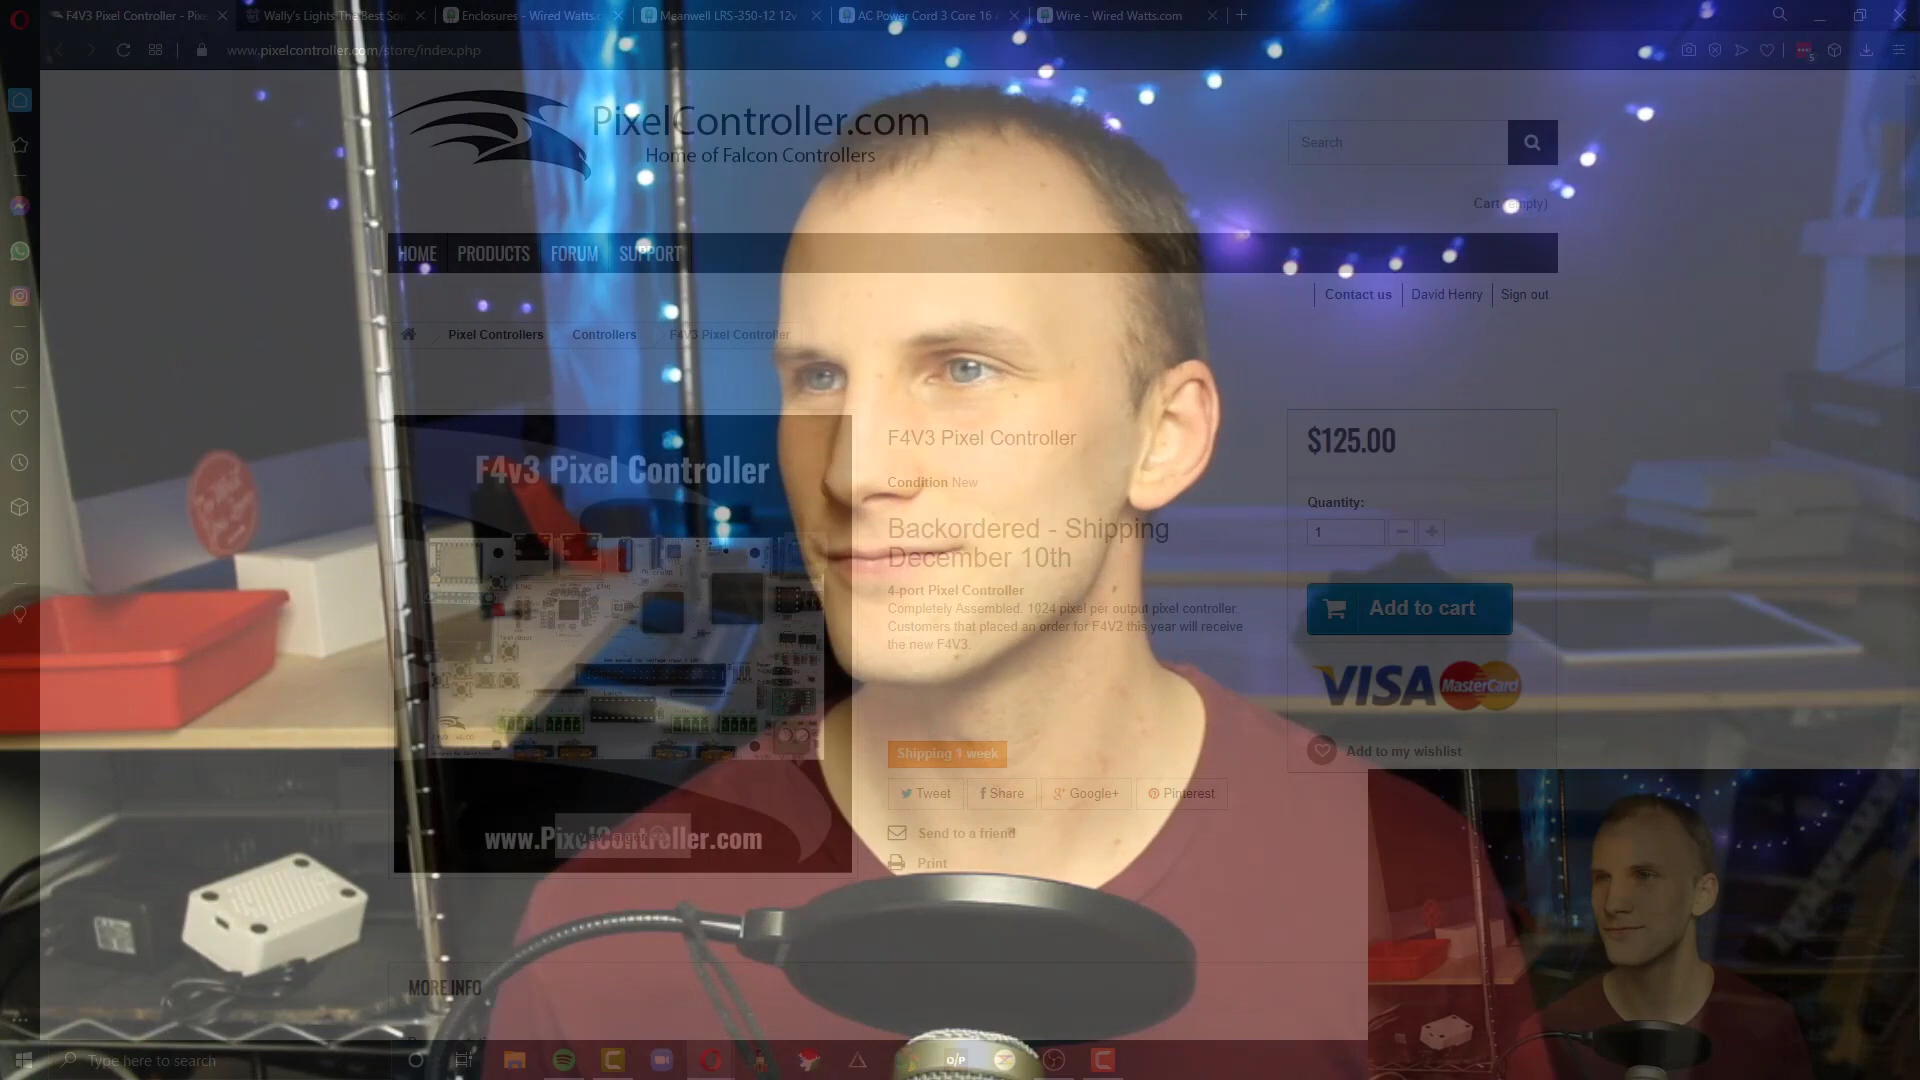 F4V3 Pixel Controller - Pixe
Wally's Lights The Best So
Enclosures - Wired Watts.c
Meanwell LRS-350-12 12v
AC Power Cord 3 Core 16 A
Wire - Wired Watts.com
www.pixelcontroller.com/store/index.php
5
PixelController.com
Home of Falcon Controllers
Search
Cart (empty)
HOME PRODUCTS FORUM SUPPORT
Contact us David Henry Sign out
Pixel Controllers Controllers F4V3 Pixel Controller
F4v3 Pixel Controller
www.PixelController.com
F4V3 Pixel Controller
Condition New
Backordered - Shipping
December 10th
4-port Pixel Controller
Completely Assembled. 1024 pixel per output pixel controller.
Customers that placed an order for F4V2 this year will receive
the new F4V3.
Shipping 1 week
Tweet Share Google+ Pinterest
Send to a friend
Print
$125.00
Quantity:
1
Add to cart
VISA MasterCard
Add to my wishlist
MORE INFO
Type here to search
O/P